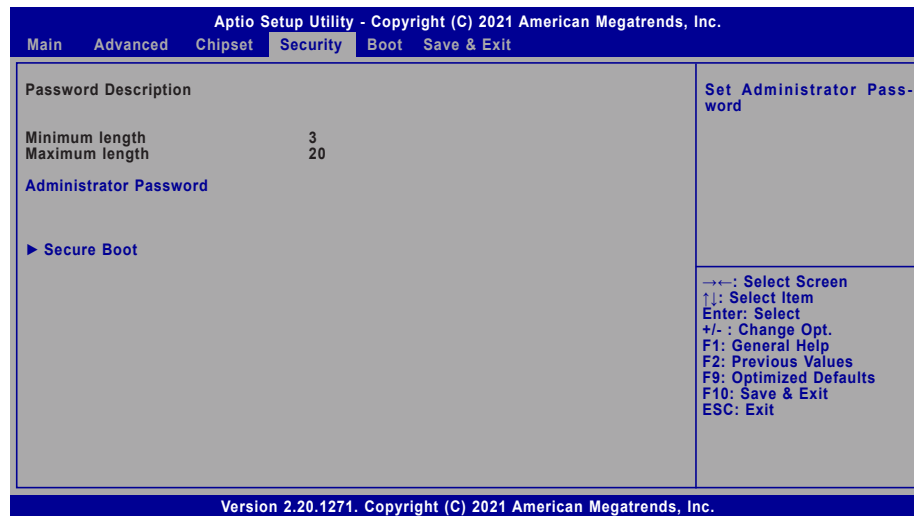 Aptio Setup Utility - Copyright (C) 2021 American Megatrends, Inc.
Main Advanced Chipset Security Boot Save & Exit
Password Description
Minimum length 3
Maximum length 20
Administrator Password
► Secure Boot
Set Administrator Pass-
word
→←: Select Screen
↑↓: Select Item
Enter: Select
+/- : Change Opt.
F1: General Help
F2: Previous Values
F9: Optimized Defaults
F10: Save & Exit
ESC: Exit
Version 2.20.1271. Copyright (C) 2021 American Megatrends, Inc.